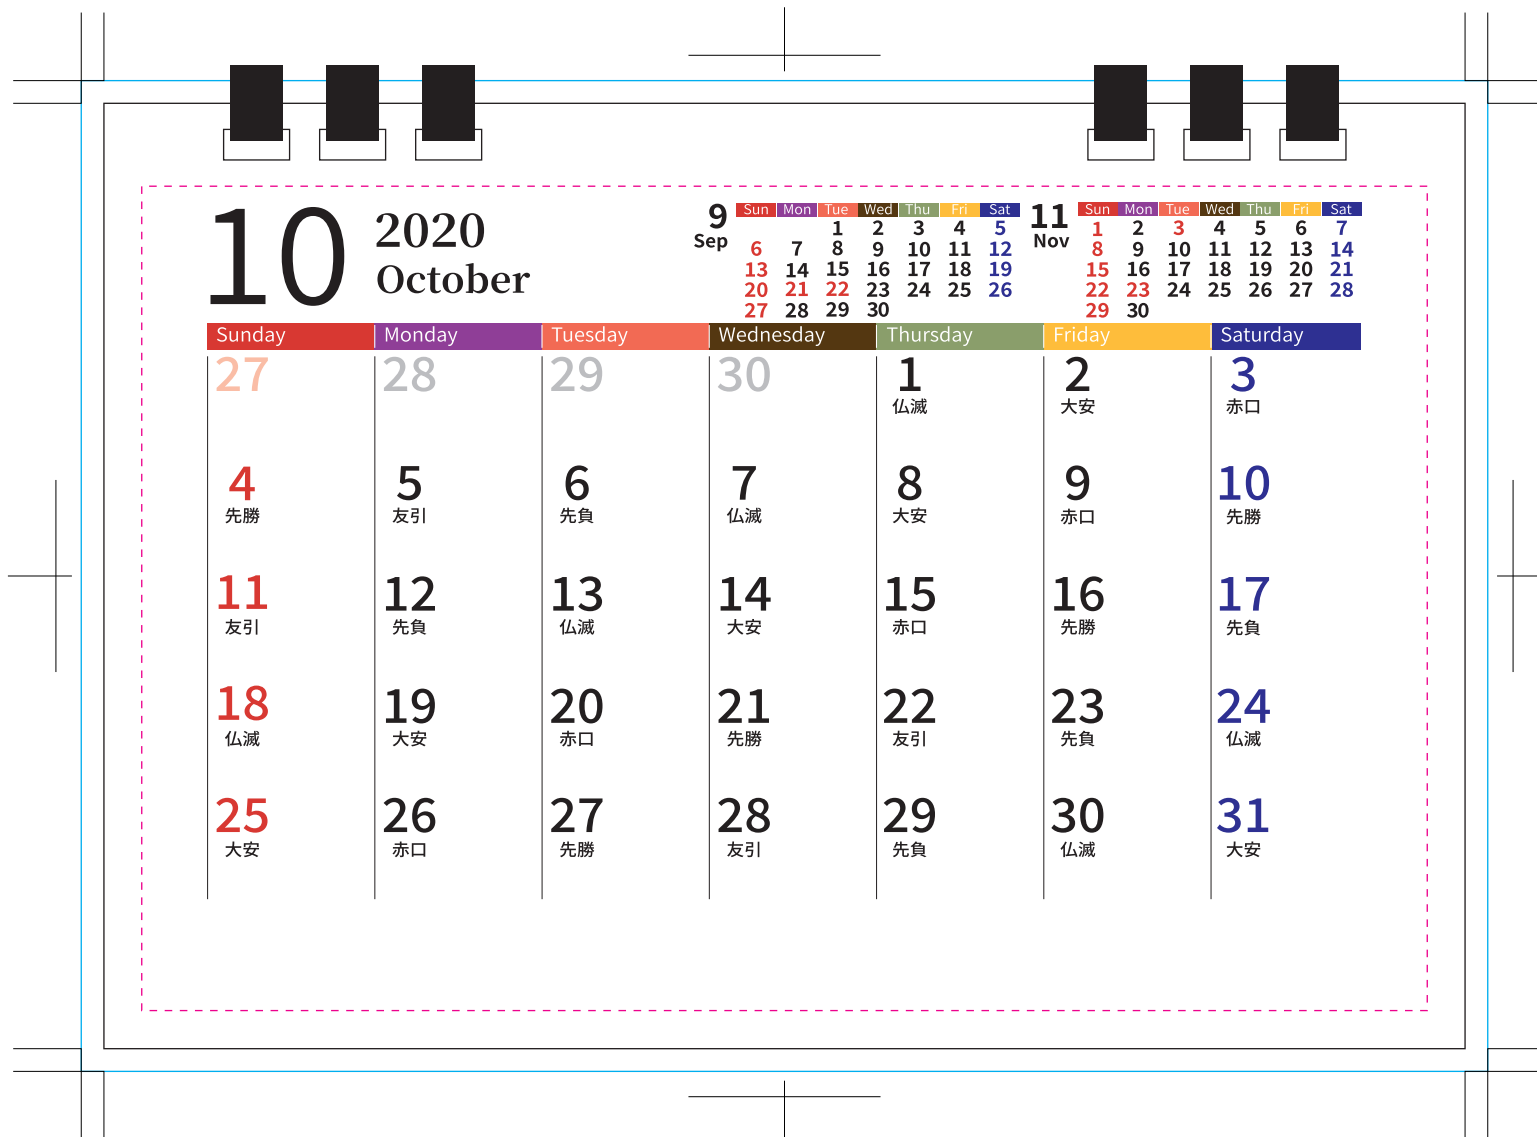 10
2020
October
9
Sep
Sun Mon Tue Wed Thu Fri Sat
1 2 3 4 5
6 7 8 9 10 11 12
13 14 15 16 17 18 19
20 21 22 23 24 25 26
27 28 29 30
11
Nov
Sun Mon Tue Wed Thu Fri Sat
1 2 3 4 5 6 7
8 9 10 11 12 13 14
15 16 17 18 19 20 21
22 23 24 25 26 27 28
29 30
Sunday Monday Tuesday Wednesday Thursday Friday Saturday
27 28 29 30 1 2 3
仏滅 大安 赤口
4 5 6 7 8 9 10
先勝 友引 先負 仏滅 大安 赤口 先勝
11 12 13 14 15 16 17
友引 先負 仏滅 大安 赤口 先勝 先負
18 19 20 21 22 23 24
仏滅 大安 赤口 先勝 友引 先負 仏滅
25 26 27 28 29 30 31
大安 赤口 先勝 友引 先負 仏滅 大安